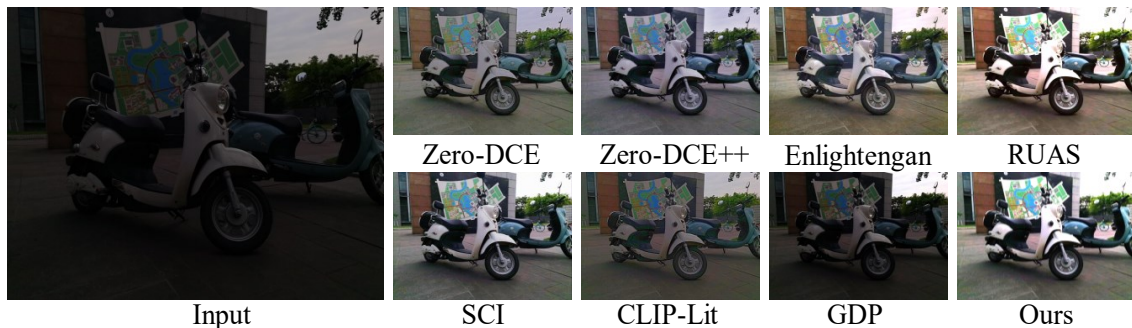 Zero-DCE Zero-DCE++ Enlightengan RUAS
Input SCI CLIP-Lit GDP Ours